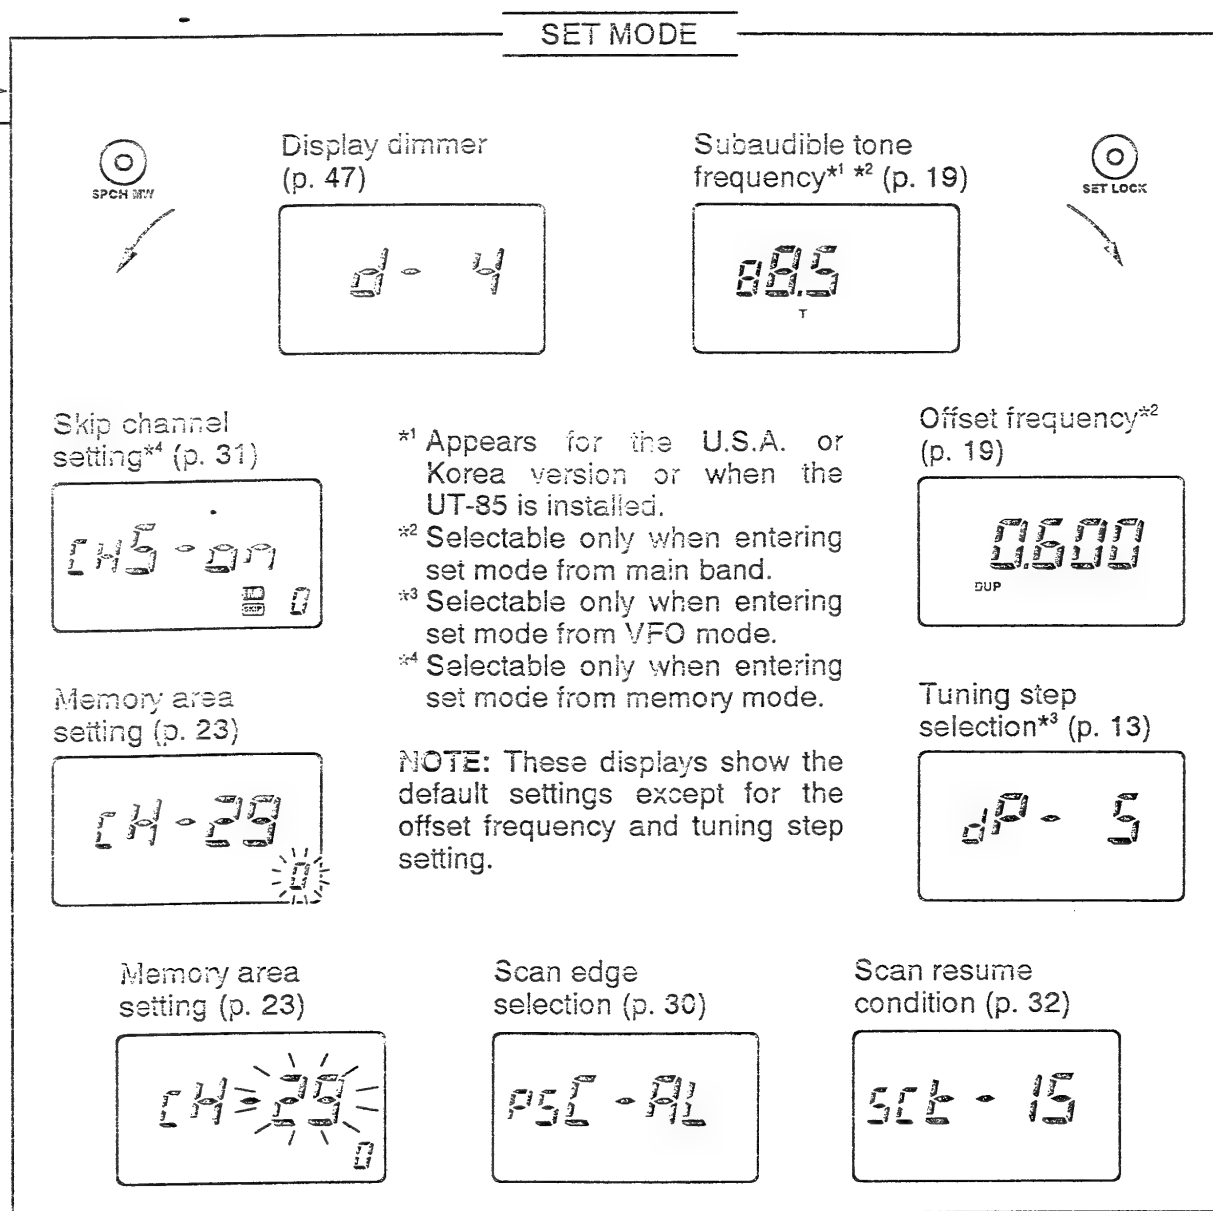 SET MODE
SPCH MW
Display dimmer
(p. 47)
d- 4
Subaudible tone
frequency*1 *2 (p. 19)
88.5
T
SET LOCK
Skip channel
setting*4 (p. 31)
CHS-on
SKIP
0
*1 Appears for the U.S.A. or
Korea version or when the
UT-85 is installed.
*2 Selectable only when entering
set mode from main band.
*3 Selectable only when entering
set mode from VFO mode.
*4 Selectable only when entering
set mode from memory mode.
NOTE: These displays show the
default settings except for the
offset frequency and tuning step
setting.
Offset frequency*2
(p. 19)
0.600
DUP
Memory area
setting (p. 23)
CH-29
0
Tuning step
selection*3 (p. 13)
dP- 5
Memory area
setting (p. 23)
CH-29
0
Scan edge
selection (p. 30)
PSC-AL
Scan resume
condition (p. 32)
SCt-15